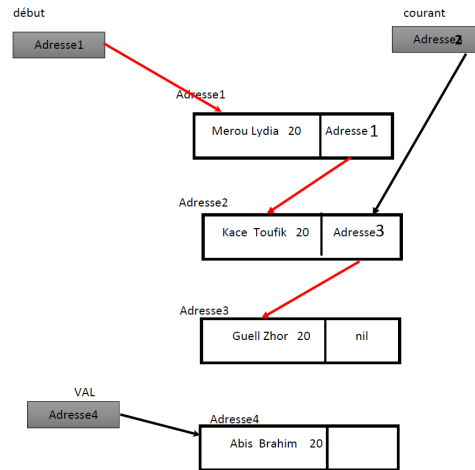 début
courant
Adresse1
Adresse2
Adresse1
Merou Lydia 20 Adresse 1
Adresse2
Kace Toufik 20 Adresse3
Adresse3
Guell Zhor 20 nil
VAL
Adresse4
Adresse4
Abis Brahim 20